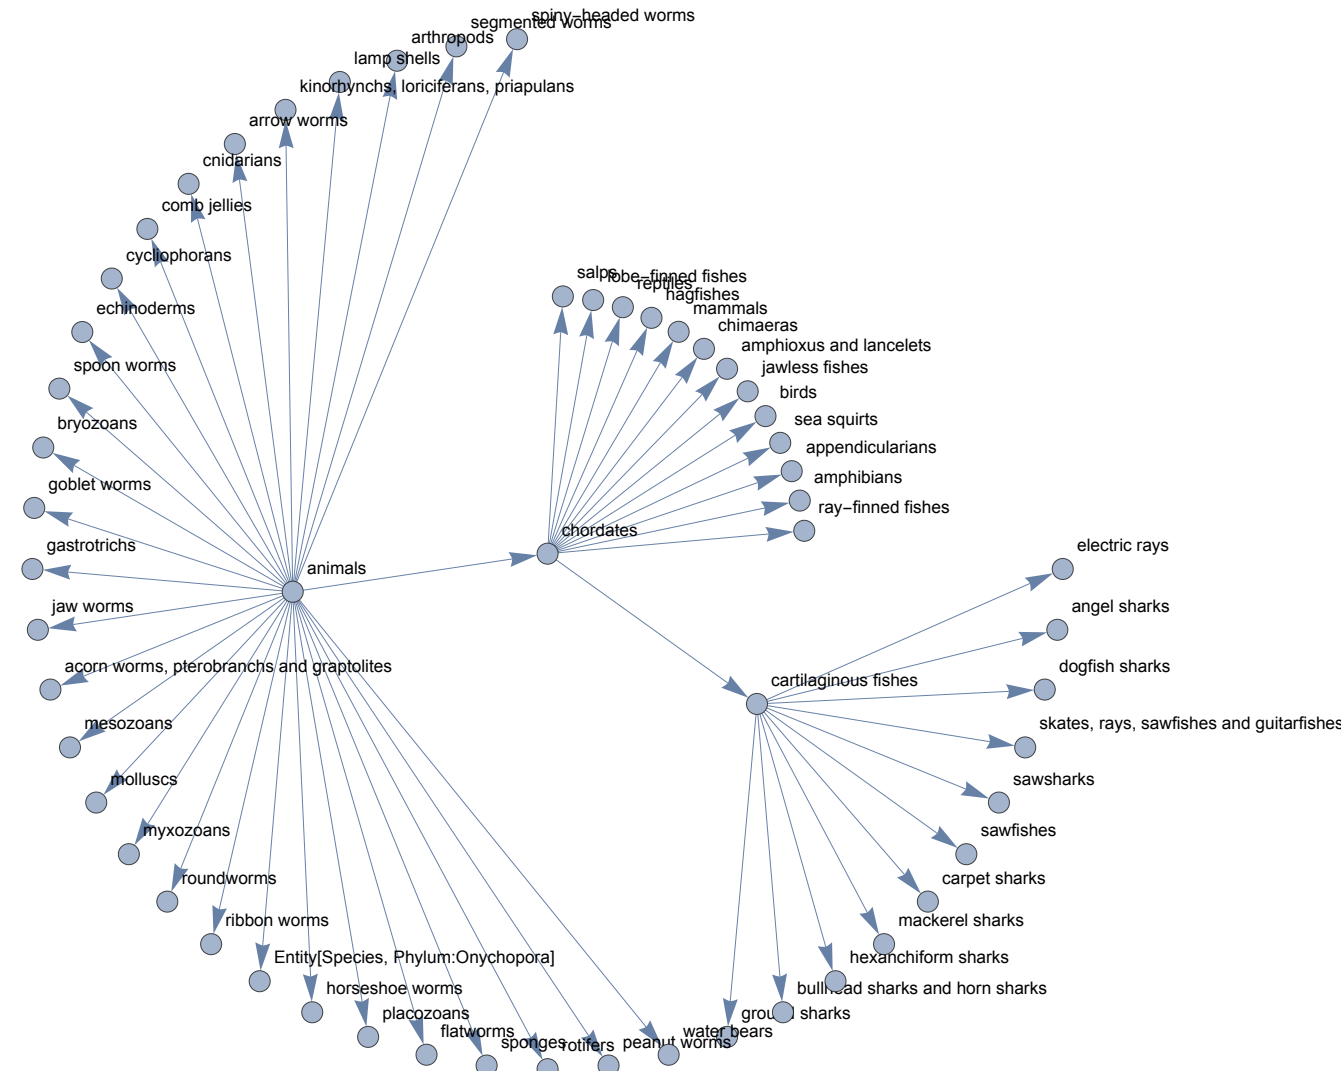 spiny–headed worms
segmented worms
arthropods
lamp shells
kinorhynchs, loriciferans, priapulans
arrow worms
cnidarians
comb jellies
cycliophorans
echinoderms
spoon worms
bryozoans
goblet worms
gastrotrichs
animals
jaw worms
acorn worms, pterobranchs and graptolites
mesozoans
molluscs
myxozoans
roundworms
ribbon worms
Entity[Species, Phylum:Onychopora]
horseshoe worms
placozoans
flatworms
sponges
rotifers
peanut worms
water bears
salps
lobe–finned fishes
reptiles
hagfishes
mammals
chimaeras
amphioxus and lancelets
jawless fishes
birds
sea squirts
appendicularians
amphibians
ray–finned fishes
chordates
cartilaginous fishes
electric rays
angel sharks
dogfish sharks
skates, rays, sawfishes and guitarfishes
sawsharks
sawfishes
carpet sharks
mackerel sharks
hexanchiform sharks
bullhead sharks and horn sharks
ground sharks